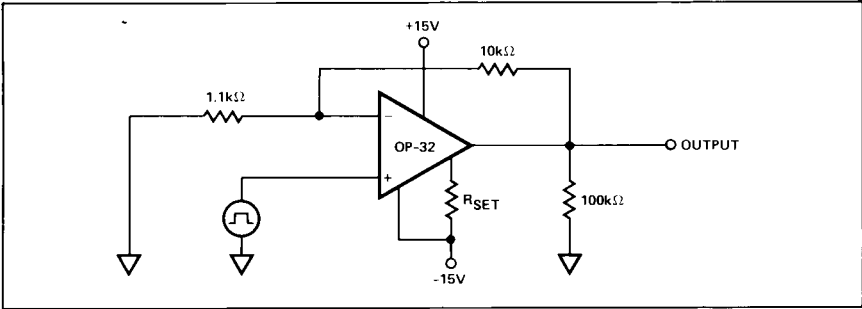 +15V
10kΩ
1.1kΩ
−
OP-32
OUTPUT
+
RSET
100kΩ
-15V